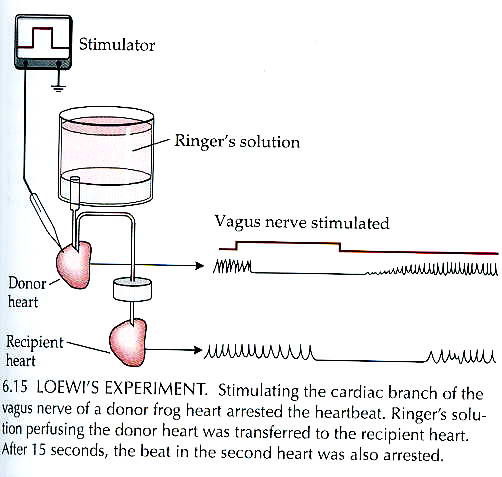 Stimulator
Ringer's solution
Vagus nerve stimulated
Donor
heart
Recipient
heart
6.15 LOEWI'S EXPERIMENT. Stimulating the cardiac branch of the
vagus nerve of a donor frog heart arrested the heartbeat. Ringer's solu-
tion perfusing the donor heart was transferred to the recipient heart.
After 15 seconds, the beat in the second heart was also arrested.